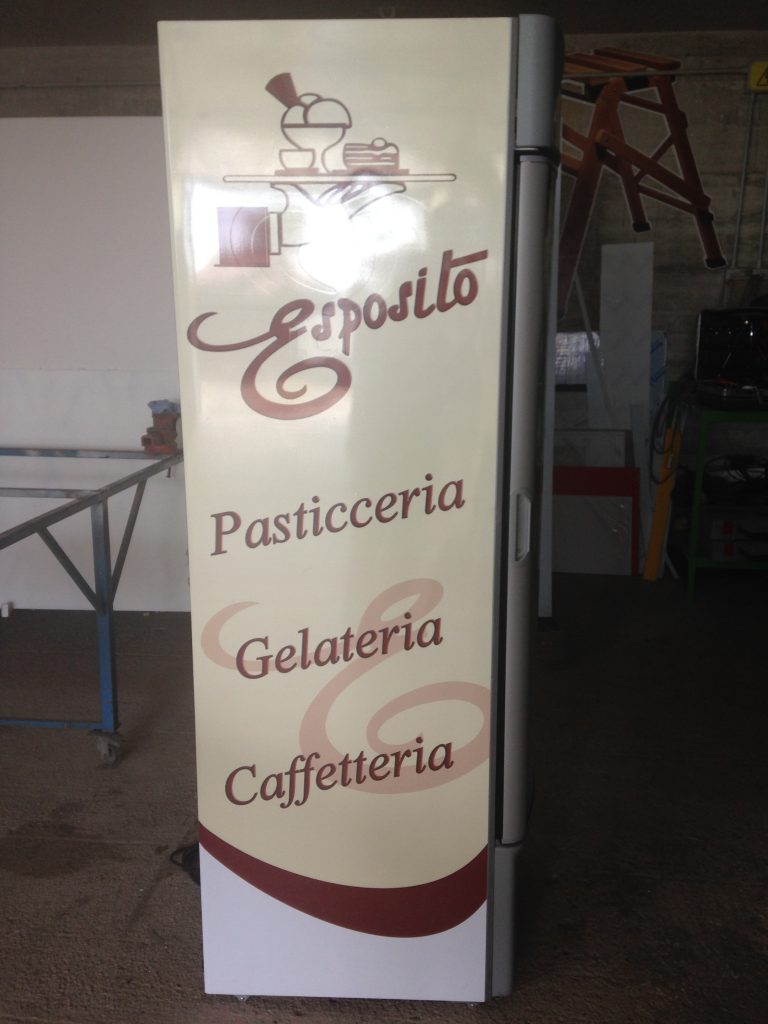 Esposito
Pasticceria
Gelateria
Caffetteria